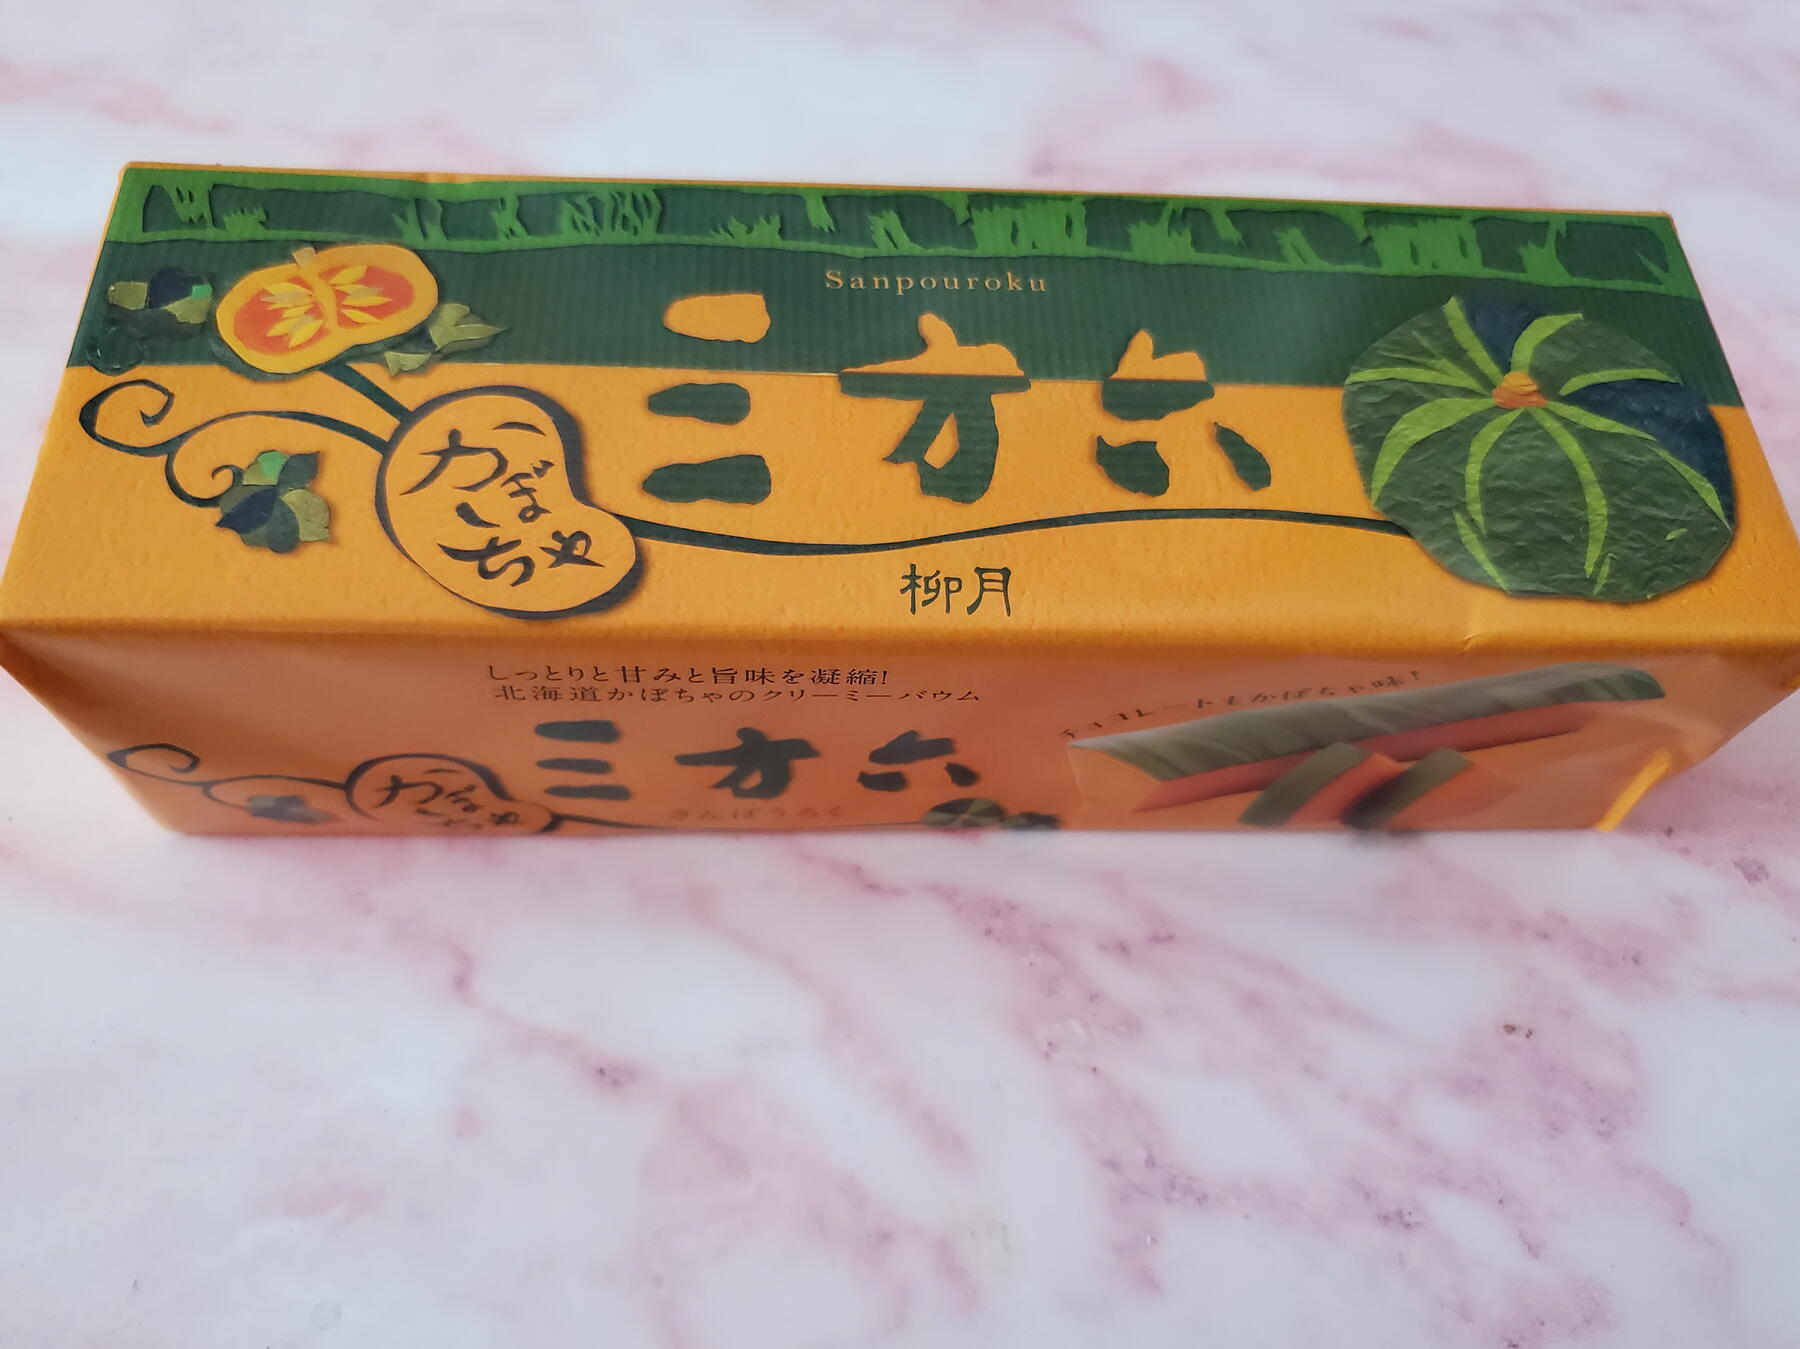 Sanpouroku
三方六
かぼちゃ
柳月
しっとりと甘みと旨味を凝縮!
北海道かぼちゃのクリーミーバウム
三方六
さんぽうろく
かぼちゃ
チョコレートもかぼちゃ味!